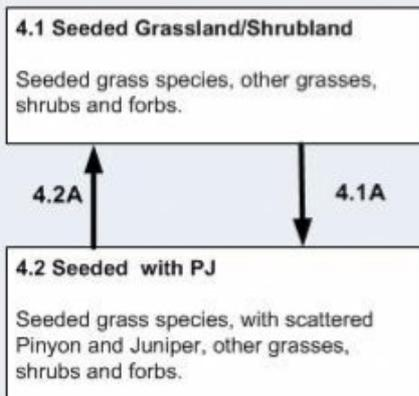 4.1 Seeded Grassland/Shrubland
Seeded grass species, other grasses,
shrubs and forbs.
4.2A
4.1A
4.2 Seeded with PJ
Seeded grass species, with scattered
Pinyon and Juniper, other grasses,
shrubs and forbs.